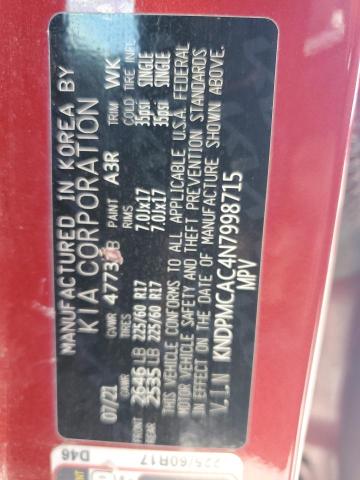 MANUFACTURED IN KOREA BY
KIA CORPORATION
07/21 GVWR 4773LB PAINT A3R TRIM WK
GAWR TIRES RIMS COLD TIRE INFL
FRONT 2646 LB 225/60 R17 7.0JX17 35psi SINGLE
REAR 2535 LB 225/60 R17 7.0JX17 35psi SINGLE
THIS VEHICLE CONFORMS TO ALL APPLICABLE U.S.A. FEDERAL
MOTOR VEHICLE SAFETY AND THEFT PREVENTION STANDARDS
IN EFFECT ON THE DATE OF MANUFACTURE SHOWN ABOVE.
V.I.N KNDPMCAC4N7998715
MPV
D46
225/60R17